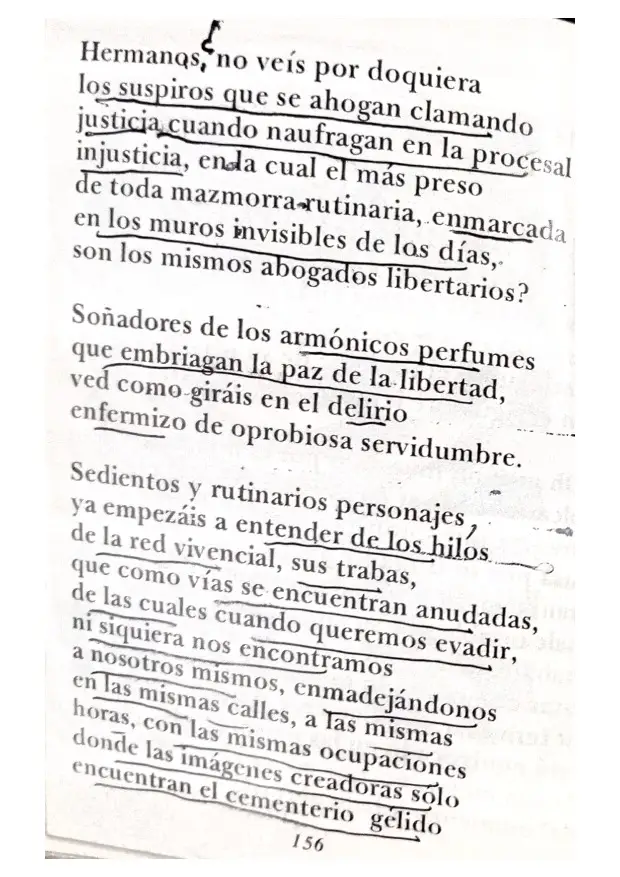 Hermanos, ¿no veís por doquiera
los suspiros que se ahogan clamando
justicia, cuando naufragan en la procesal
injusticia, en la cual el más preso
de toda mazmorra rutinaria, enmarcada
en los muros invisibles de los días,
son los mismos abogados libertarios?
Soñadores de los armónicos perfumes
que embriagan la paz de la libertad,
ved como giráis en el delirio
enfermizo de oprobiosa servidumbre.
Sedientos y rutinarios personajes,
ya empezáis a entender de los hilos
de la red vivencial, sus trabas,
que como vías se encuentran anudadas,
de las cuales cuando queremos evadir,
ni siquiera nos encontramos
a nosotros mismos, enmadejándonos
en las mismas calles, a las mismas
horas, con las mismas ocupaciones
donde las imágenes creadoras sólo
encuentran el cementerio gélido
156